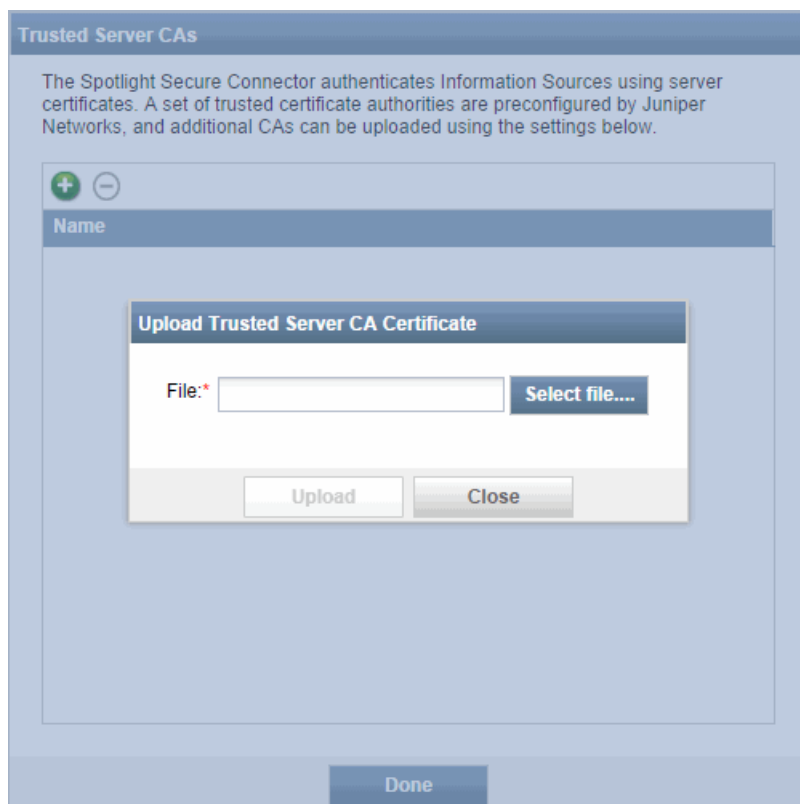 Trusted Server CAs
The Spotlight Secure Connector authenticates Information Sources using server
certificates. A set of trusted certificate authorities are preconfigured by Juniper
Networks, and additional CAs can be uploaded using the settings below.
Name
Upload Trusted Server CA Certificate
File:* Select file....
Upload Close
Done